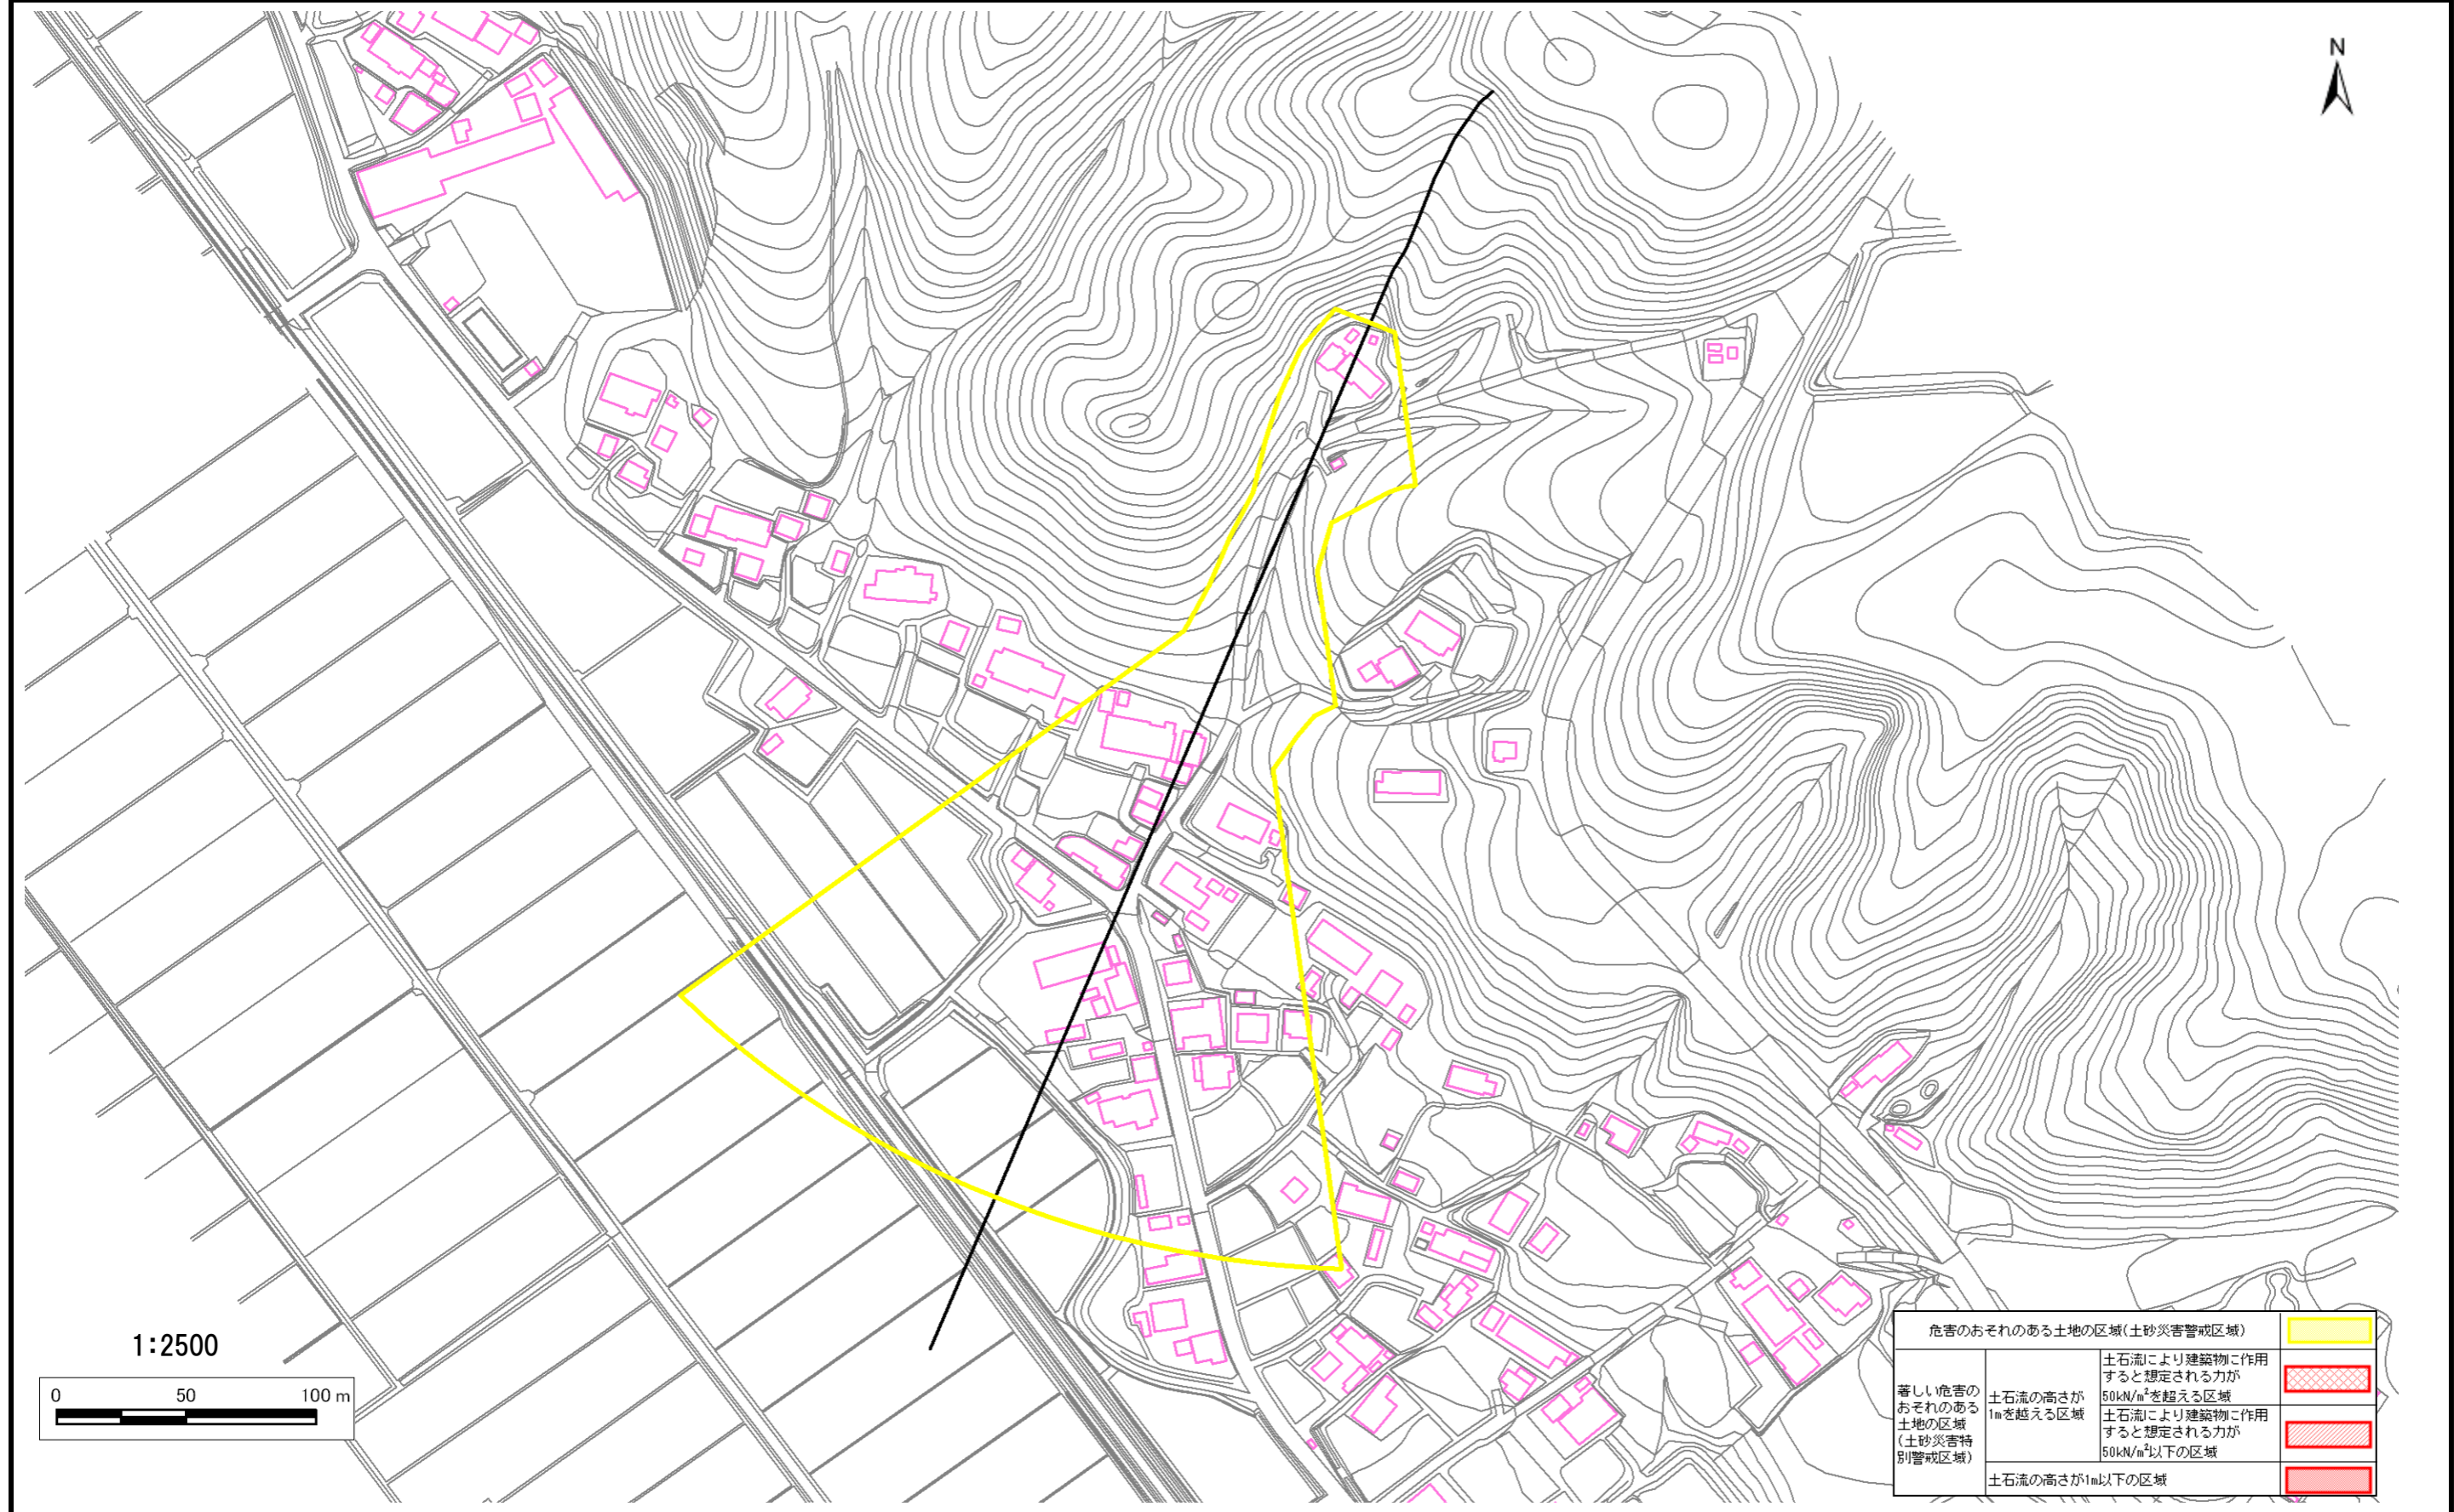 N
1:2500
0 50 100 m
危害のおそれのある土地の区域(土砂災害警戒区域)
著しい危害の
おそれのある
土地の区域
(土砂災害特
別警戒区域)
土石流の高さが
1mを越える区域
土石流により建築物に作用
すると想定される力が
50kN/m²を超える区域
土石流により建築物に作用
すると想定される力が
50kN/m²以下の区域
土石流の高さが1m以下の区域